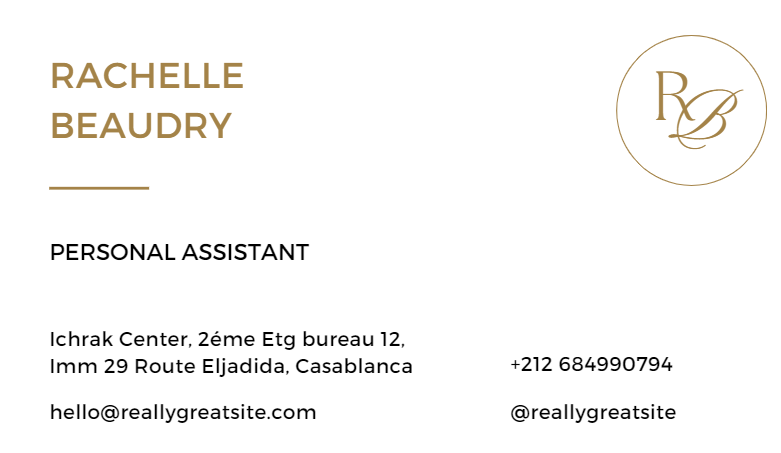 RACHELLE
BEAUDRY
RB
PERSONAL ASSISTANT
Ichrak Center, 2éme Etg bureau 12,
Imm 29 Route Eljadida, Casablanca
+212 684990794
hello@reallygreatsite.com
@reallygreatsite